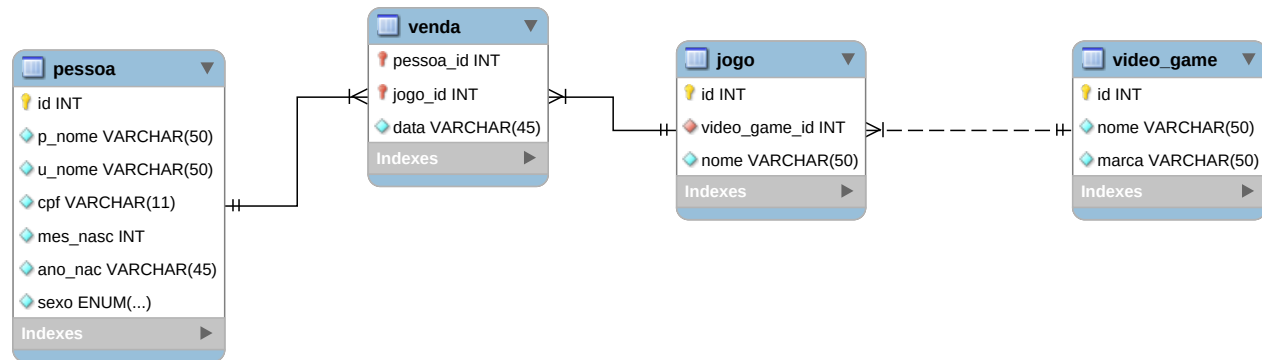 pessoa
id INT
p_nome VARCHAR(50)
u_nome VARCHAR(50)
cpf VARCHAR(11)
mes_nasc INT
ano_nac VARCHAR(45)
sexo ENUM(...)
Indexes
venda
pessoa_id INT
jogo_id INT
data VARCHAR(45)
Indexes
jogo
id INT
video_game_id INT
nome VARCHAR(50)
Indexes
video_game
id INT
nome VARCHAR(50)
marca VARCHAR(50)
Indexes